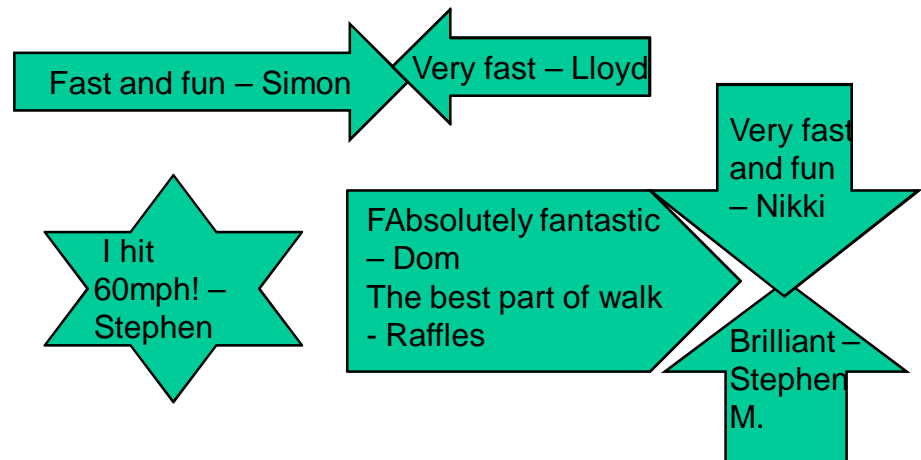 Fast and fun – Simon
Very fast – Lloyd
Very fast
and fun
– Nikki
I hit
60mph! –
Stephen
FAbsolutely fantastic
– Dom
The best part of walk
- Raffles
Brilliant –
Stephen
M.